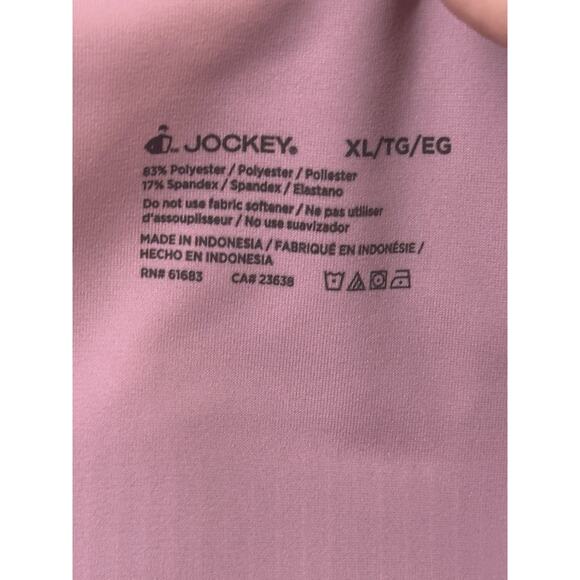 JOCKEY® XL/TG/EG
83% Polyester / Polyester / Poliester
17% Spandex / Spandex / Elastano
Do not use fabric softener / Ne pas utiliser
d'assouplisseur / No use suavizador
MADE IN INDONESIA / FABRIQUÉ EN INDONÉSIE /
HECHO EN INDONESIA
RN# 61683 CA# 23638